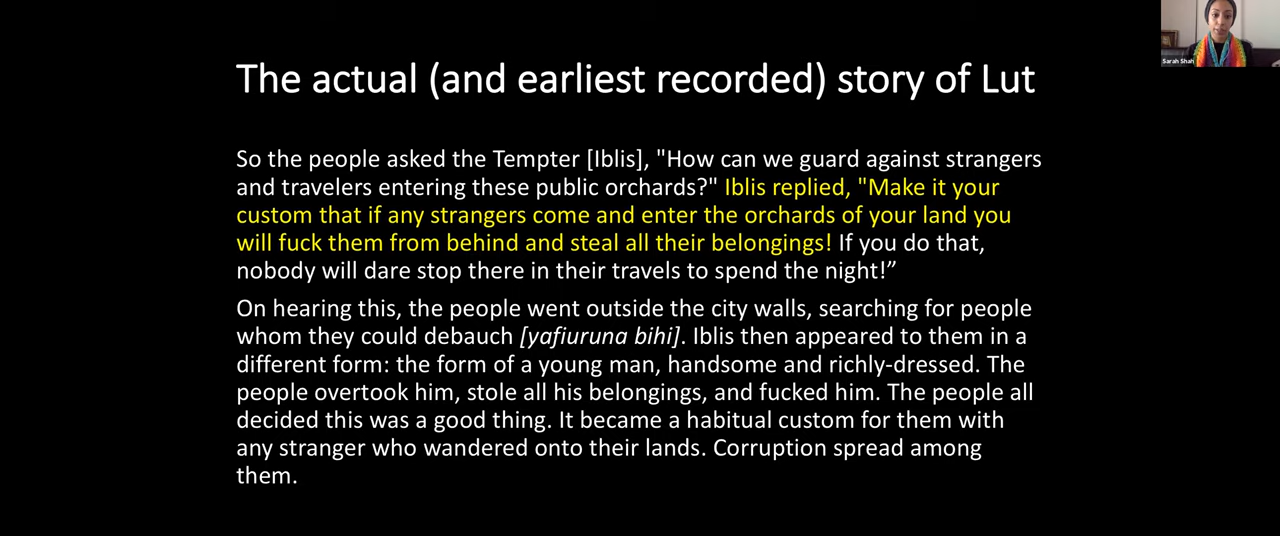 Sarah Shah
The actual (and earliest recorded) story of Lut
So the people asked the Tempter [Iblis], "How can we guard against strangers
and travelers entering these public orchards?" Iblis replied, "Make it your
custom that if any strangers come and enter the orchards of your land you
will fuck them from behind and steal all their belongings! If you do that,
nobody will dare stop there in their travels to spend the night!”
On hearing this, the people went outside the city walls, searching for people
whom they could debauch [yafiuruna bihi]. Iblis then appeared to them in a
different form: the form of a young man, handsome and richly-dressed. The
people overtook him, stole all his belongings, and fucked him. The people all
decided this was a good thing. It became a habitual custom for them with
any stranger who wandered onto their lands. Corruption spread among
them.